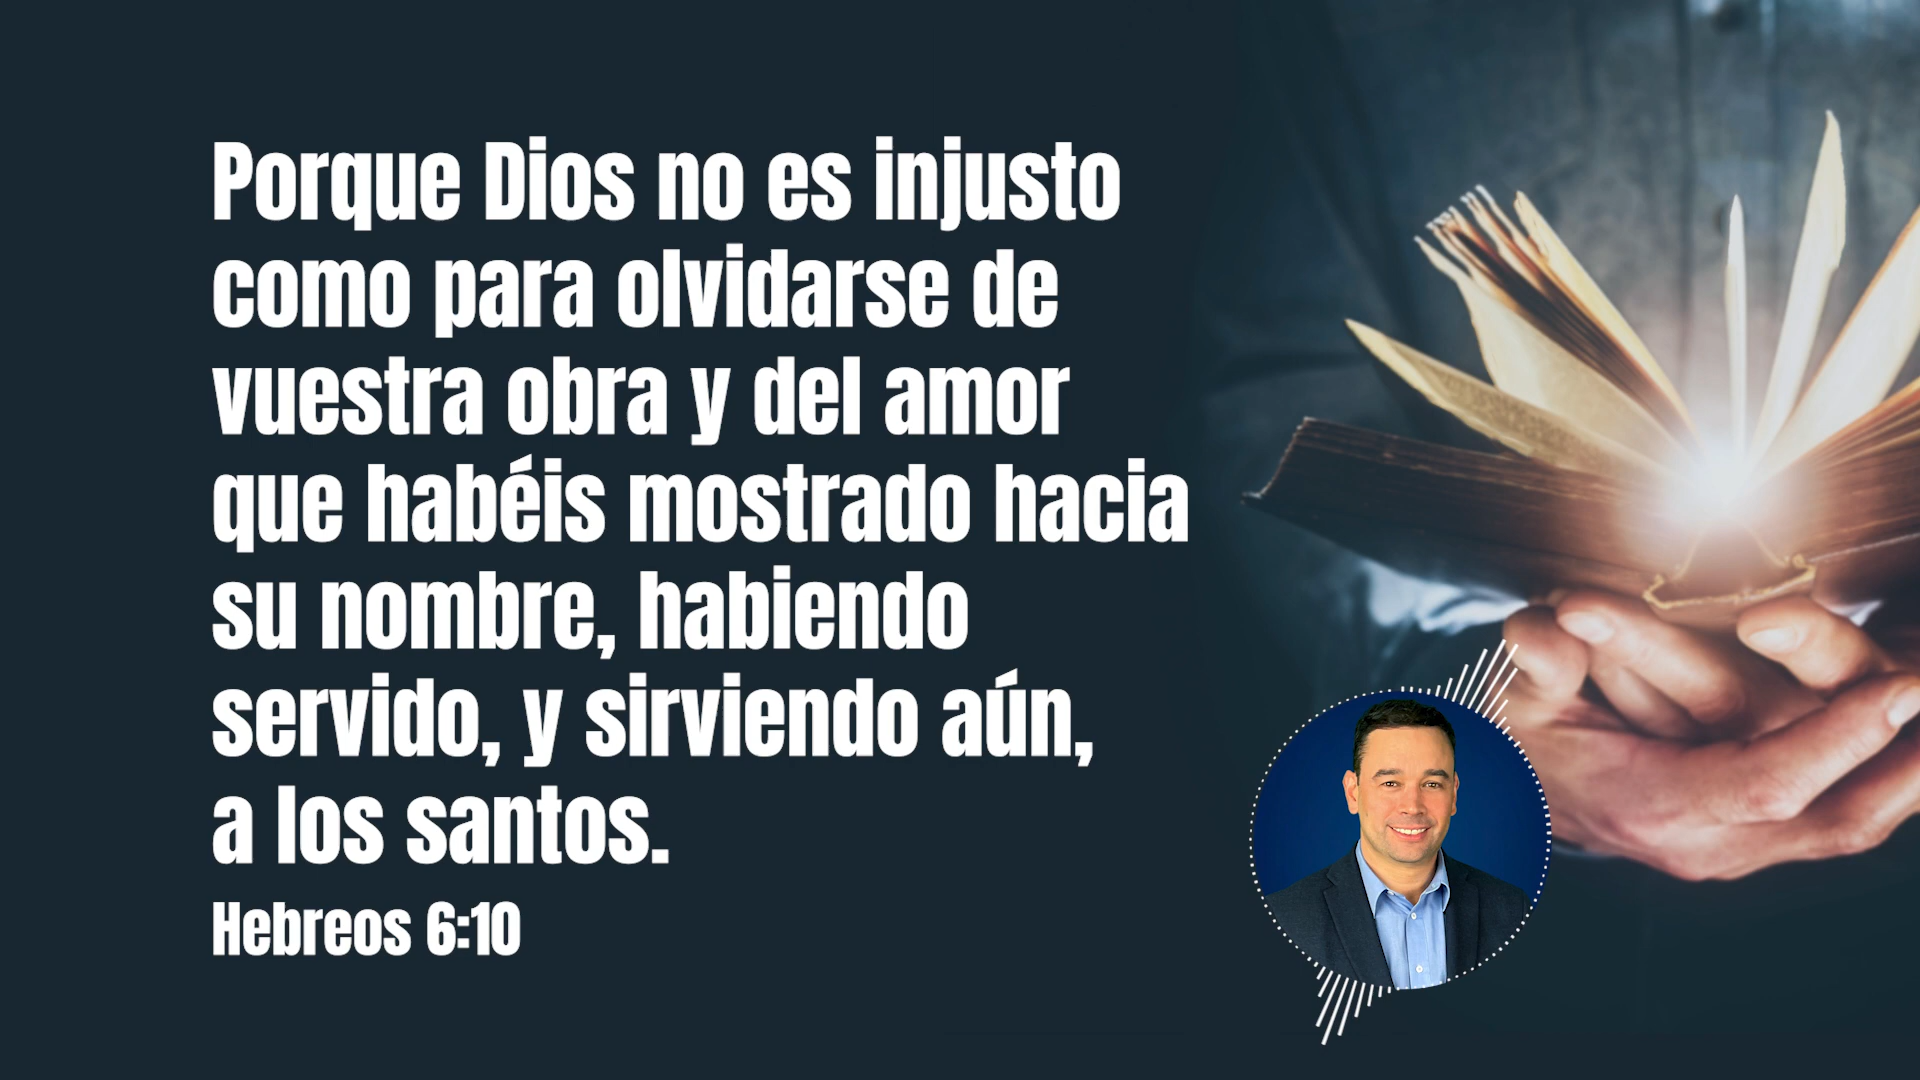 Porque Dios no es injusto
como para olvidarse de
vuestra obra y del amor
que habéis mostrado hacia
su nombre, habiendo
servido, y sirviendo aún,
a los santos.
Hebreos 6:10